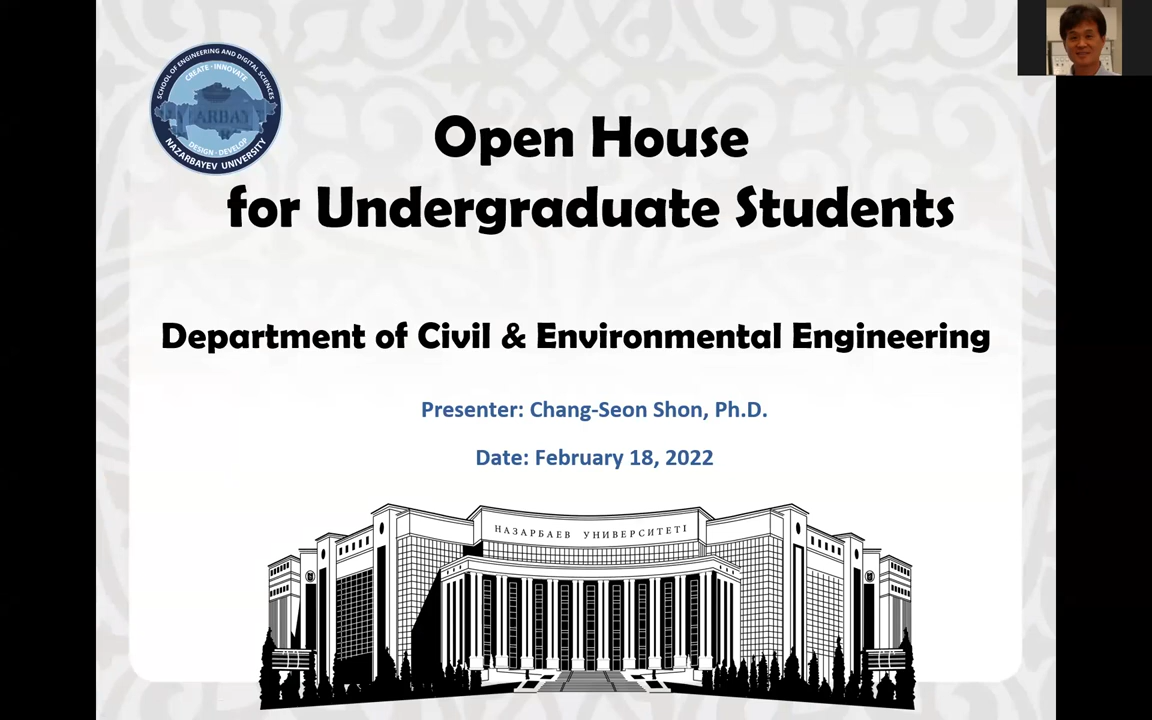 SCHOOL OF ENGINEERING AND DIGITAL SCIENCES
CREATE · INNOVATE
DESIGN · DEVELOP
NAZARBAYEV UNIVERSITY
Open House
for Undergraduate Students
Department of Civil & Environmental Engineering
Presenter: Chang-Seon Shon, Ph.D.
Date: February 18, 2022
НАЗАРБАЕВ УНИВЕРСИТЕТІ